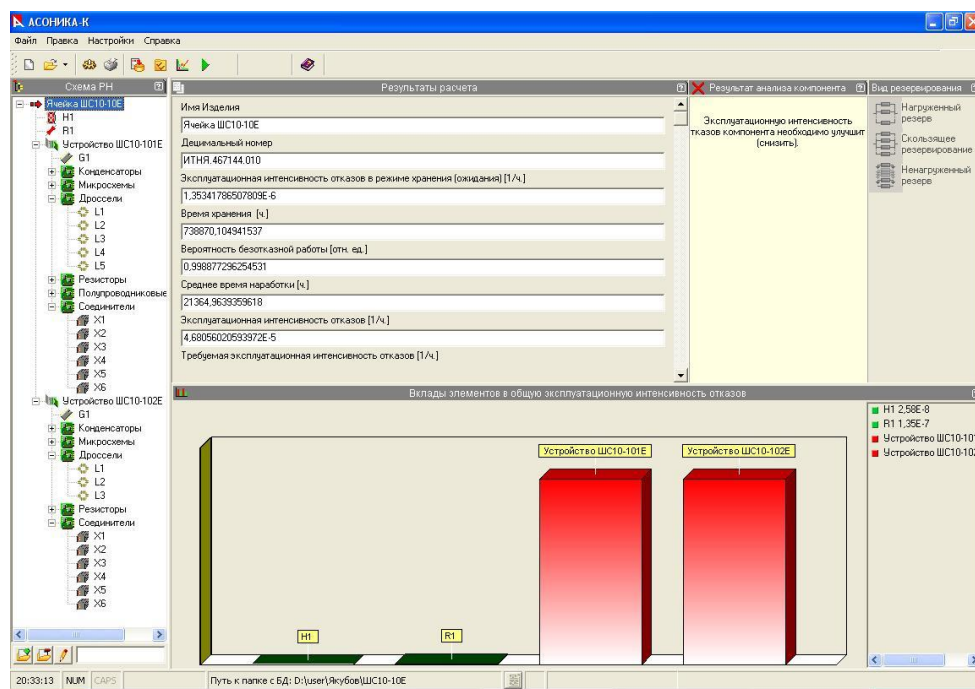 АСОНИКА-К
Файл Правка Настройки Справка
Схема РН
Ячейка ШС10-10Е
H1
R1
Устройство ШС10-101Е
G1
Конденсаторы
Микросхемы
Дроссели
L1
L2
L3
L4
L5
Резисторы
Полупроводниковые
Соединители
X1
X2
X3
X4
X5
X6
Устройство ШС10-102Е
G1
Конденсаторы
Микросхемы
Дроссели
L1
L2
L3
Резисторы
Соединители
X1
X2
X3
X4
X5
X6
Результаты расчета
Имя Изделия
Ячейка ШС10-10Е
Децимальный номер
ИТНЯ.467144.010
Эксплуатационная интенсивность отказов в режиме хранения (ожидания) [1/ч.]
1,35341786507809E-6
Время хранения [ч.]
738870,104941537
Вероятность безотказной работы [отн. ед.]
0,998877296254531
Среднее время наработки [ч.]
21364,9639359618
Эксплуатационная интенсивность отказов [1/ч.]
4,68056020593972E-5
Требуемая эксплуатационная интенсивность отказов [1/ч.]
Результат анализа компонента
Эксплуатационную интенсивность
тказов компонента необходимо улучшит
(снизить).
Вид резервирования
Нагруженный
резерв
Скользящее
резервирование
Ненагруженный
резерв
Вклады элементов в общую эксплуатационную интенсивность отказов
Устройство ШС10-101Е
Устройство ШС10-102Е
H1
R1
H1 2,58E-8
R1 1,35E-7
Устройство ШС10-101
Устройство ШС10-102
20:33:13 NUM CAPS Путь к папке с БД: D:\user\Якубов\ШС10-10Е